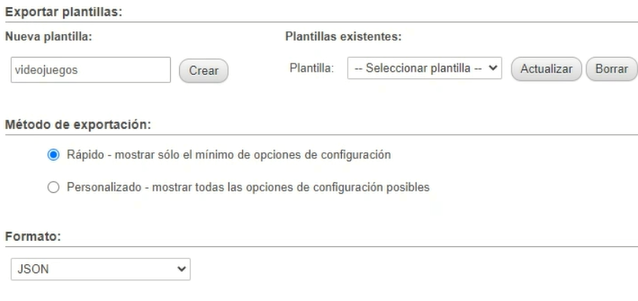 Exportar plantillas:
Nueva plantilla:
Plantillas existentes:
videojuegos
Crear
Plantilla:
-- Seleccionar plantilla --
Actualizar
Borrar
Método de exportación:
Rápido - mostrar sólo el mínimo de opciones de configuración
Personalizado - mostrar todas las opciones de configuración posibles
Formato:
JSON